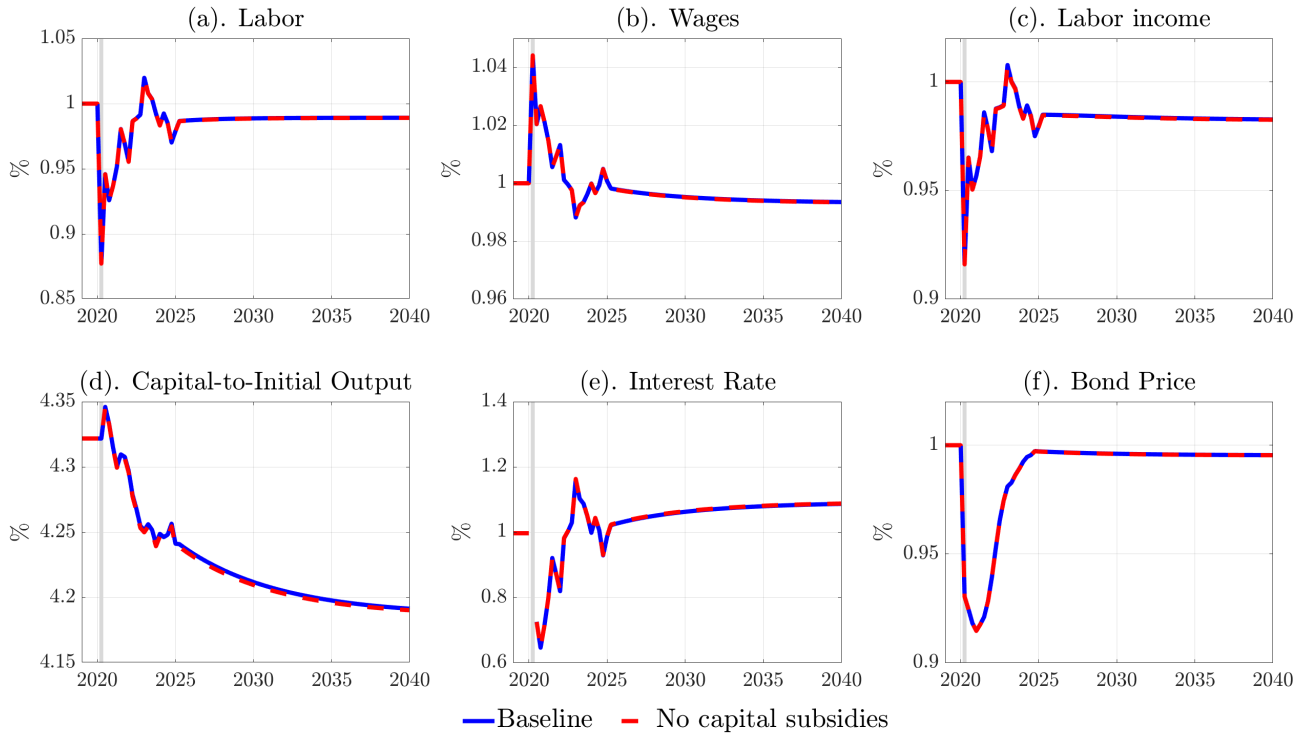 (a). Labor
(b). Wages
(c). Labor income
1.05
1
0.95
0.9
0.85
%
2020 2025 2030 2035 2040
1.04
1.02
1
0.98
0.96
%
2020 2025 2030 2035 2040
1
0.95
0.9
%
2020 2025 2030 2035 2040
(d). Capital-to-Initial Output
(e). Interest Rate
(f). Bond Price
4.35
4.3
4.25
4.2
4.15
%
2020 2025 2030 2035 2040
1.4
1.2
1
0.8
0.6
%
2020 2025 2030 2035 2040
1
0.95
0.9
%
2020 2025 2030 2035 2040
Baseline No capital subsidies